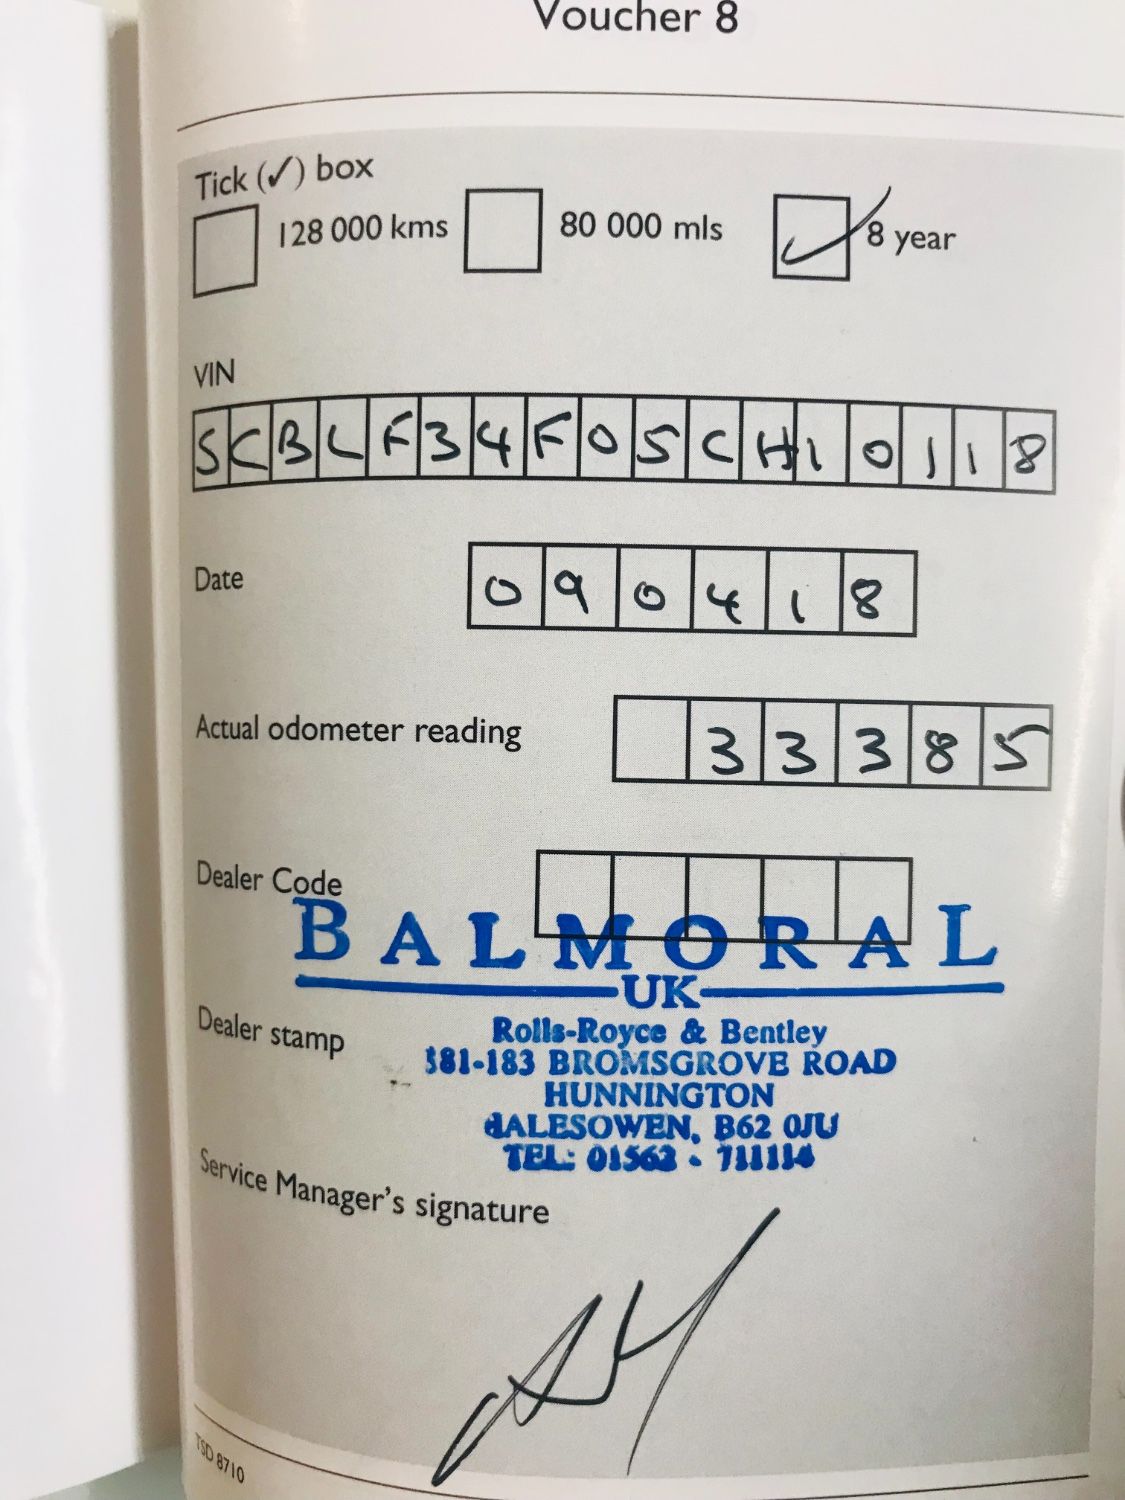 Voucher 8
Tick (✓) box
128 000 kms 80 000 mls ✓ 8 year
VIN
SCBLF34F05CH10118
Date
090418
Actual odometer reading
33385
Dealer Code
BALMORAL
UK
Dealer stamp
Rolls-Royce & Bentley
181-183 BROMSGROVE ROAD
HUNNINGTON
HALESOWEN, B62 0JU
TEL: 01562 - 711114
Service Manager's signature
TSD 8710